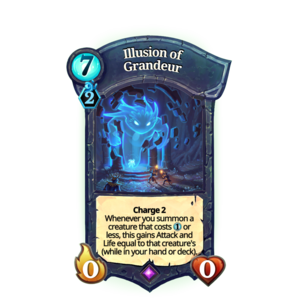 7
Illusion of
Grandeur
2
Charge 2
Whenever you summon a
creature that costs 1 or
less, this gains Attack and
Life equal to that creature's
(while in your hand or deck).
0
0